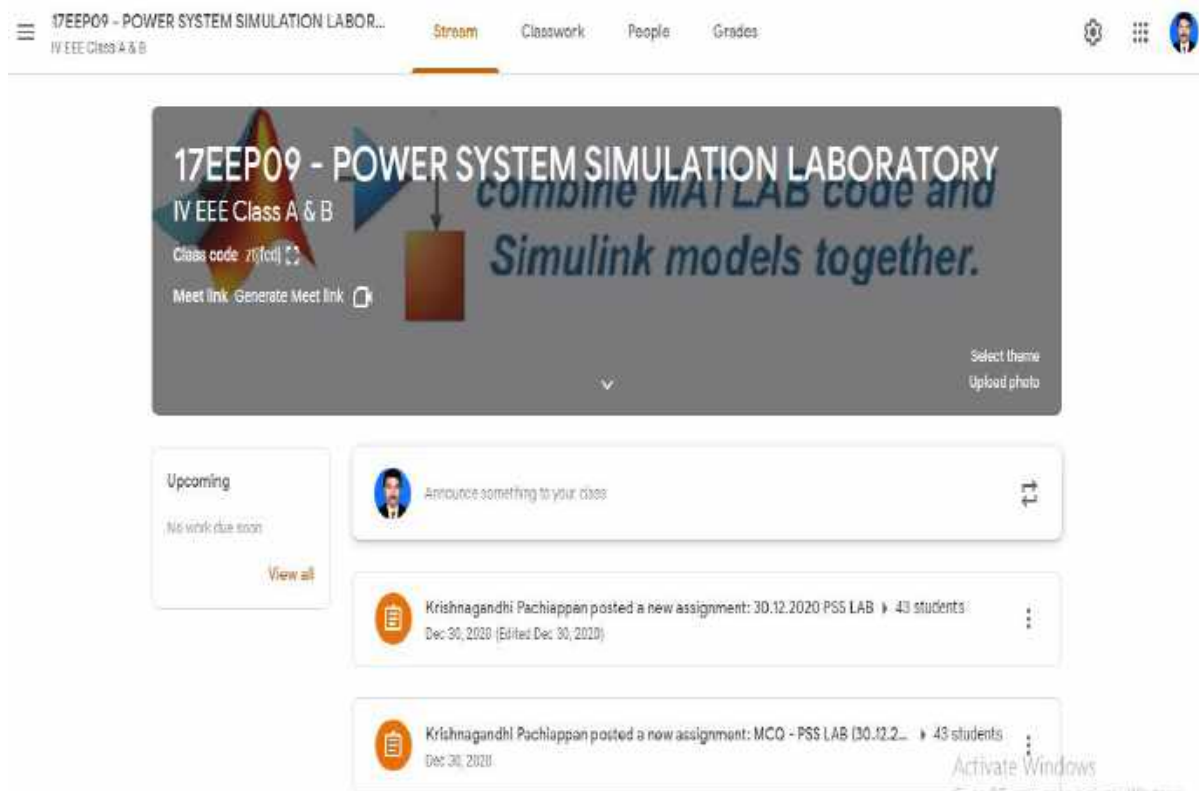 17EEP09 - POWER SYSTEM SIMULATION LABOR...
IV EEE Class A & B
Stream
Classwork
People
Grades
17EEP09 - POWER SYSTEM SIMULATION LABORATORY
combine MATLAB code and
IV EEE Class A & B
Simulink models together.
Class code
Meet link Generate Meet link
Select theme
Upload photo
Upcoming
No work due soon
View all
Announce something to your class
Krishnagandhi Pachiappan posted a new assignment: 30.12.2020 PSS LAB ▸ 43 students
Dec 30, 2020 (Edited Dec 30, 2020)
Krishnagandhi Pachiappan posted a new assignment: MCQ - PSS LAB (30.12.2... ▸ 43 students
Dec 30, 2020
Activate Windows